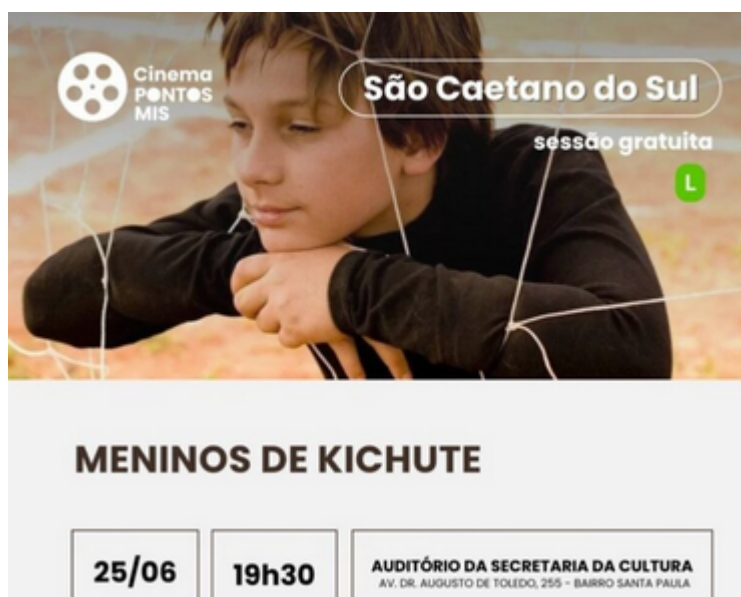 Cinema
PONTOS
MIS
São Caetano do Sul
sessão gratuita
L
MENINOS DE KICHUTE
25/06
19h30
AUDITÓRIO DA SECRETARIA DA CULTURA
AV. DR. AUGUSTO DE TOLEDO, 255 - BAIRRO SANTA PAULA